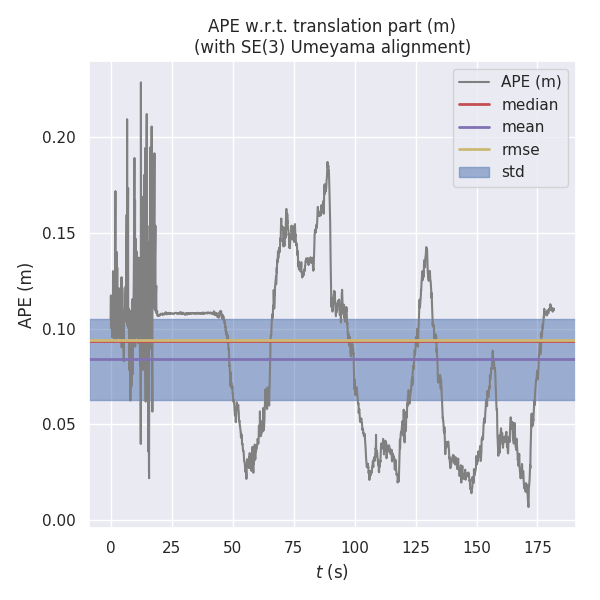 APE w.r.t. translation part (m)
(with SE(3) Umeyama alignment)
APE (m)
median
mean
rmse
std
APE (m)
0.20
0.15
0.10
0.05
0.00
0 25 50 75 100 125 150 175
t (s)